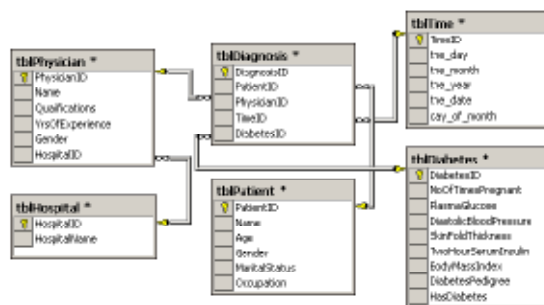 tblPhysician *
PhysicianID
Name
Qualifications
YrsOfExperience
Gender
HospitalID
tblHospital *
HospitalID
HospitalName
tblDiagnosis *
DiagnosisID
PatientID
PhysicianID
TimeID
DiabetesID
tblPatient *
PatientID
Name
Age
Gender
MaritalStatus
Occupation
tblTime *
TimeID
the_day
the_month
the_year
the_date
day_of_month
tblDiabetes *
DiabetesID
NoOfTimesPregnant
PlasmaGlucose
DiastolicBloodPressure
SkinFoldThickness
TwoHourSerumInsulin
BodyMassIndex
DiabetesPedigree
HasDiabetes